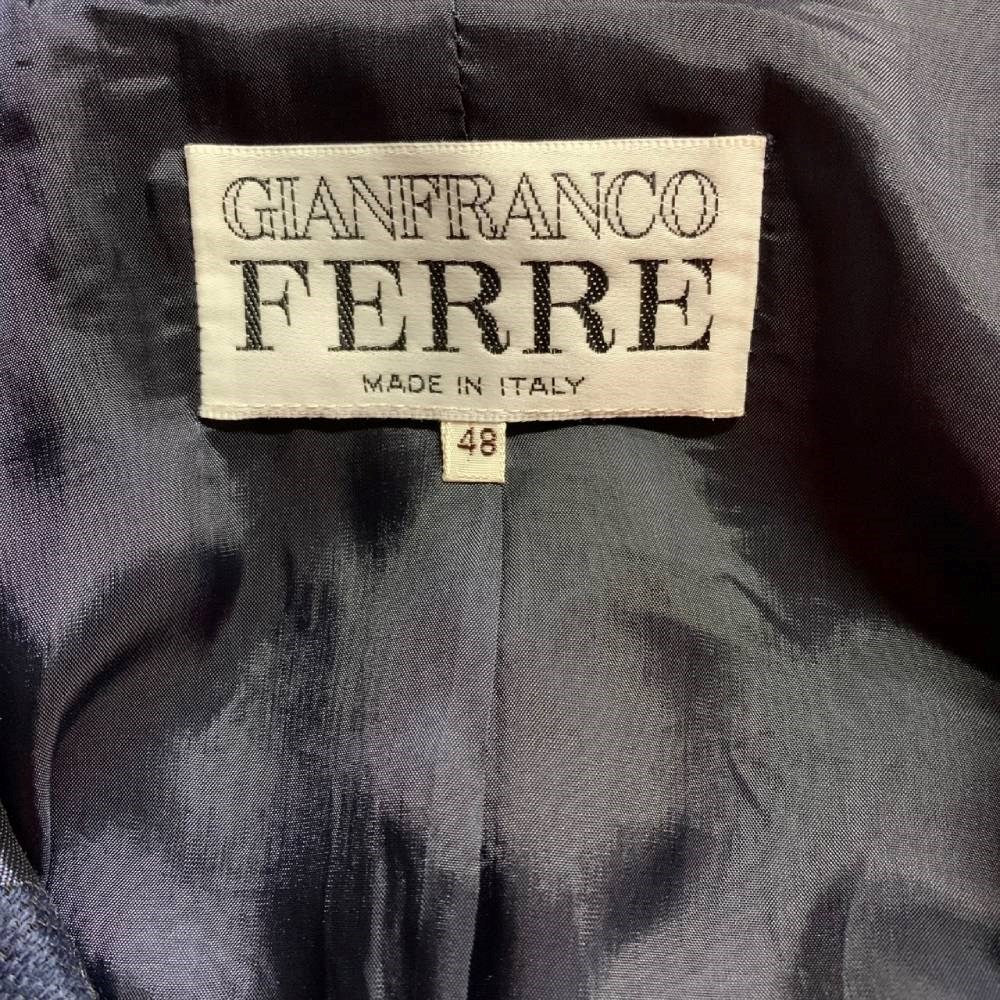 GIANFRANCO
FERRE
MADE IN ITALY
48